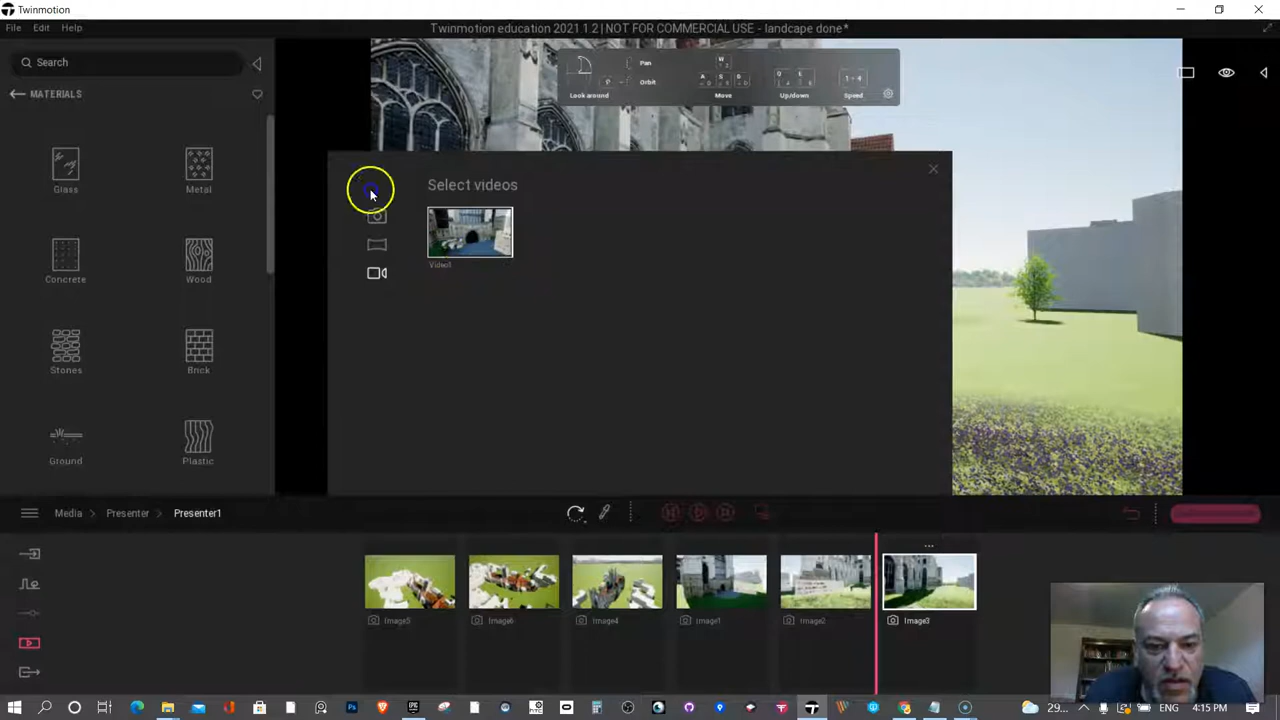 Twinmotion
Twinmotion education 2021.1.2 | NOT FOR COMMERCIAL USE - landcape done*
File Edit Help
Search
MATERIALS
Pan
Orbit
Look around
Move
Up/down
Speed
Select videos
Video1
Glass
Metal
Concrete
Wood
Stones
Brick
Ground
Plastic
Media
Presenter
Presenter1
Image5
Image6
Image4
Image1
Image2
Image3
29...
ENG
4:15 PM